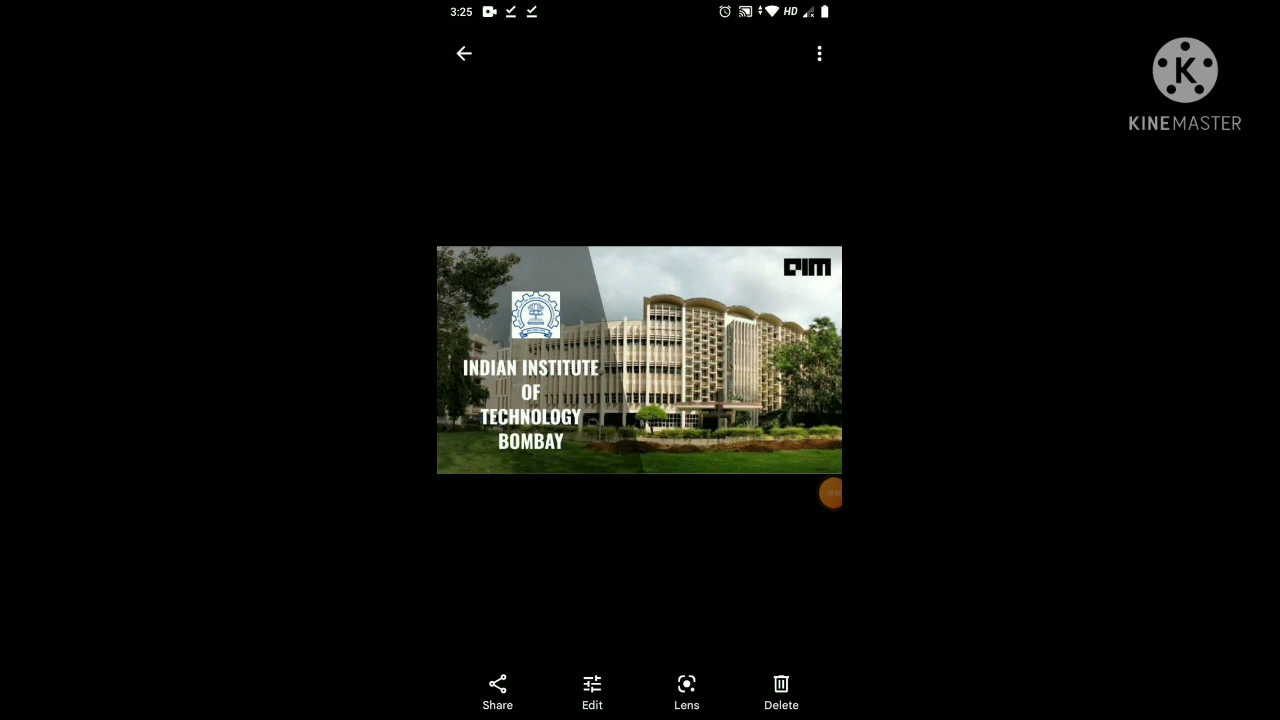 3:25
HD
KINEMASTER
AIM
INDIAN INSTITUTE
OF
TECHNOLOGY
BOMBAY
Share
Edit
Lens
Delete